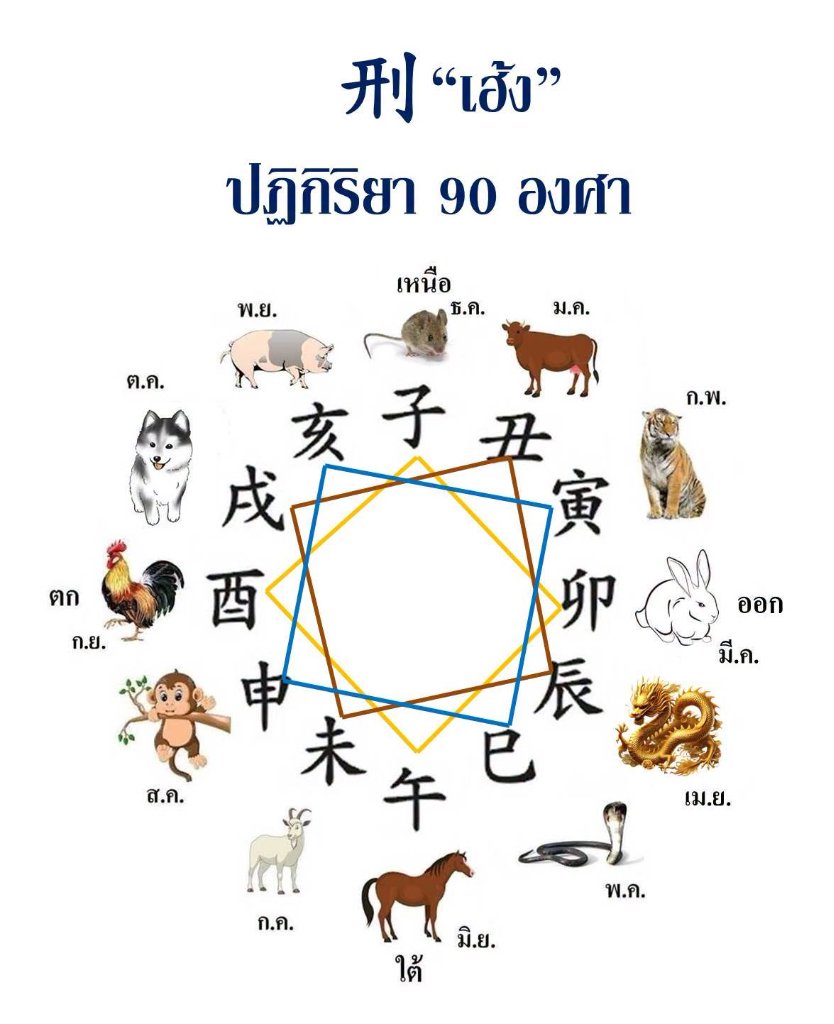 刑 “เฮ้ง”
ปฏิกิริยา 90 องศา
เหนือ
พ.ย.
ธ.ค.
ม.ค.
ต.ค.
ก.พ.
亥 子 丑
戌 寅
ตก
酉 卯
ออก
ก.ย.
มี.ค.
申 辰
未 巳
午
ส.ค.
เม.ย.
พ.ค.
ก.ค.
มิ.ย.
ใต้